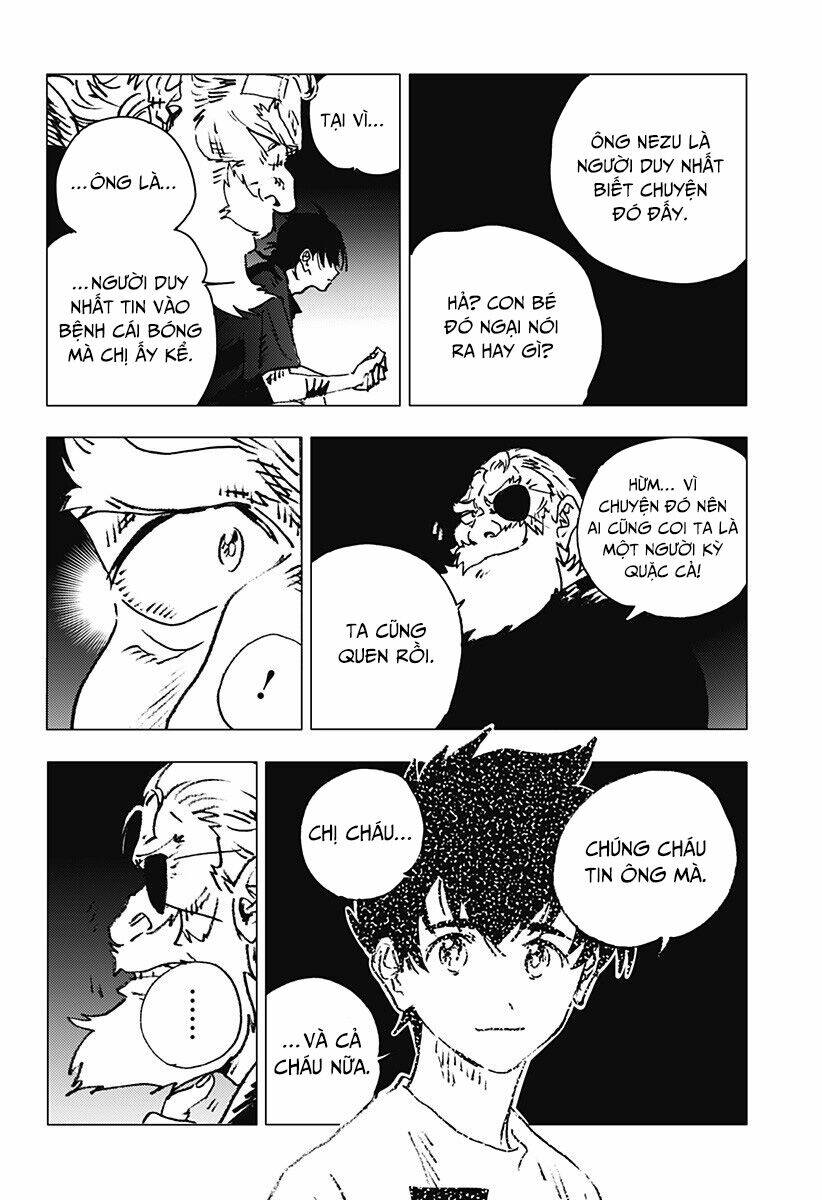 ÔNG NEZU LÀ
NGƯỜI DUY NHẤT
BIẾT CHUYỆN
ĐÓ ĐẤY.
HẢ? CON BÉ
ĐÓ NGẠI NÓI
RA HAY GÌ?
TẠI VÌ...
...ÔNG LÀ...
...NGƯỜI DUY
NHẤT TIN VÀO
BỆNH CÁI BÓNG
MÀ CHỊ ẤY KỂ.
HỪM... VÌ
CHUYỆN ĐÓ NÊN
AI CŨNG COI TA LÀ
MỘT NGƯỜI KỲ
QUẶC CẢ!
TA CŨNG
QUEN RỒI.
!
CHÚNG CHÁU
TIN ÔNG MÀ.
CHỊ CHÁU...
...VÀ CẢ
CHÁU NỮA.
......